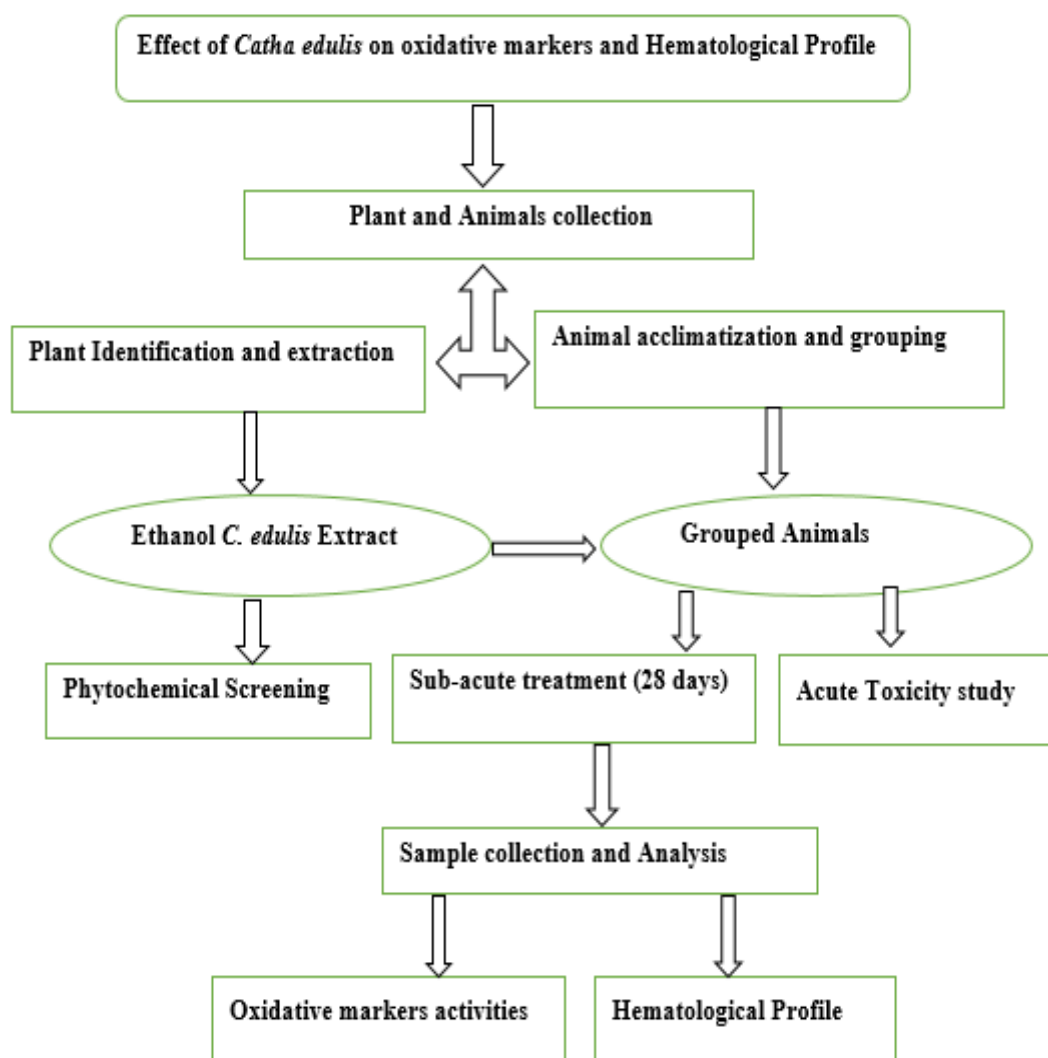 Effect of Catha edulis on oxidative markers and Hematological Profile
Plant and Animals collection
Plant Identification and extraction
Animal acclimatization and grouping
Ethanol C. edulis Extract
Grouped Animals
Phytochemical Screening
Sub-acute treatment (28 days)
Acute Toxicity study
Sample collection and Analysis
Oxidative markers activities
Hematological Profile